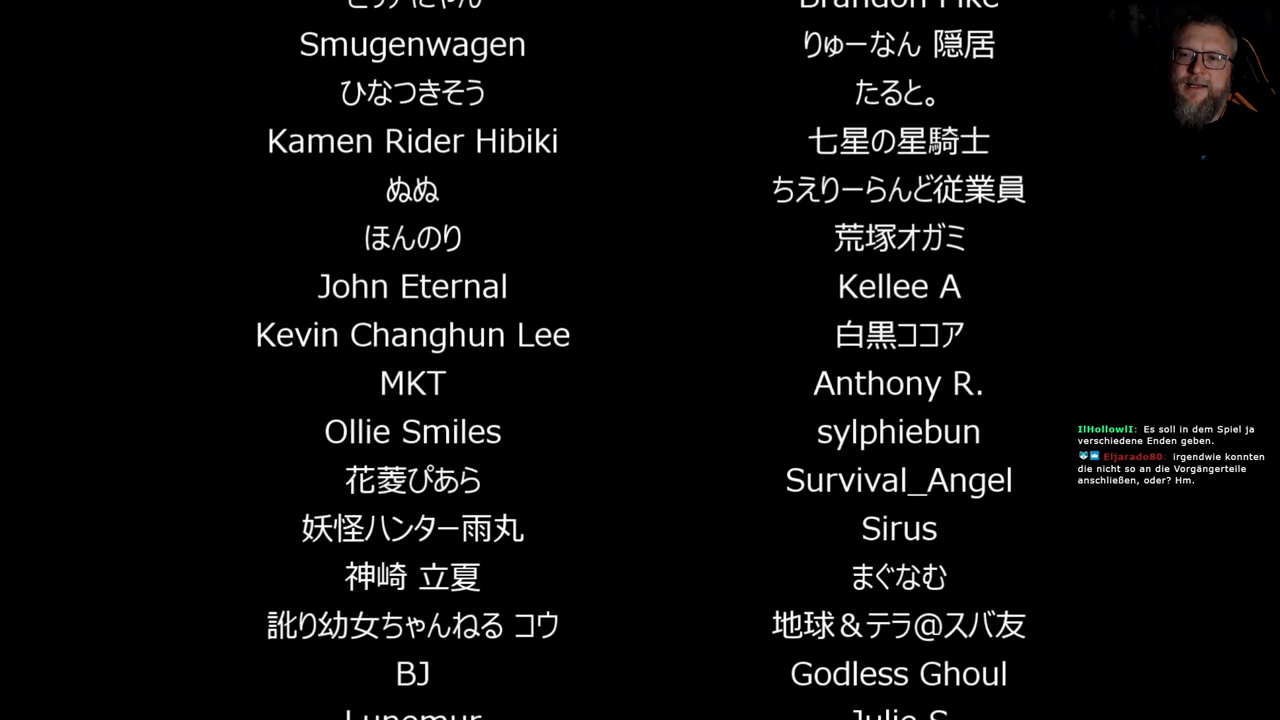 Smugenwagen
りゅーなん 隠居
ひなつきそう
たると。
Kamen Rider Hibiki
七星の星騎士
ぬぬ
ちえりーらんど従業員
ほんのり
荒塚オガミ
John Eternal
Kellee A
Kevin Changhun Lee
白黒ココア
MKT
Anthony R.
Ollie Smiles
sylphiebun
花菱ぴあら
Survival_Angel
妖怪ハンター雨丸
Sirus
神崎 立夏
まぐなむ
訛り幼女ちゃんねる コウ
地球＆テラ@スバ友
BJ
Godless Ghoul
IlHollowlI: Es soll in dem Spiel ja
verschiedene Enden geben.
Eljarado80: irgendwie konnten
die nicht so an die Vorgängerteile
anschließen, oder? Hm.